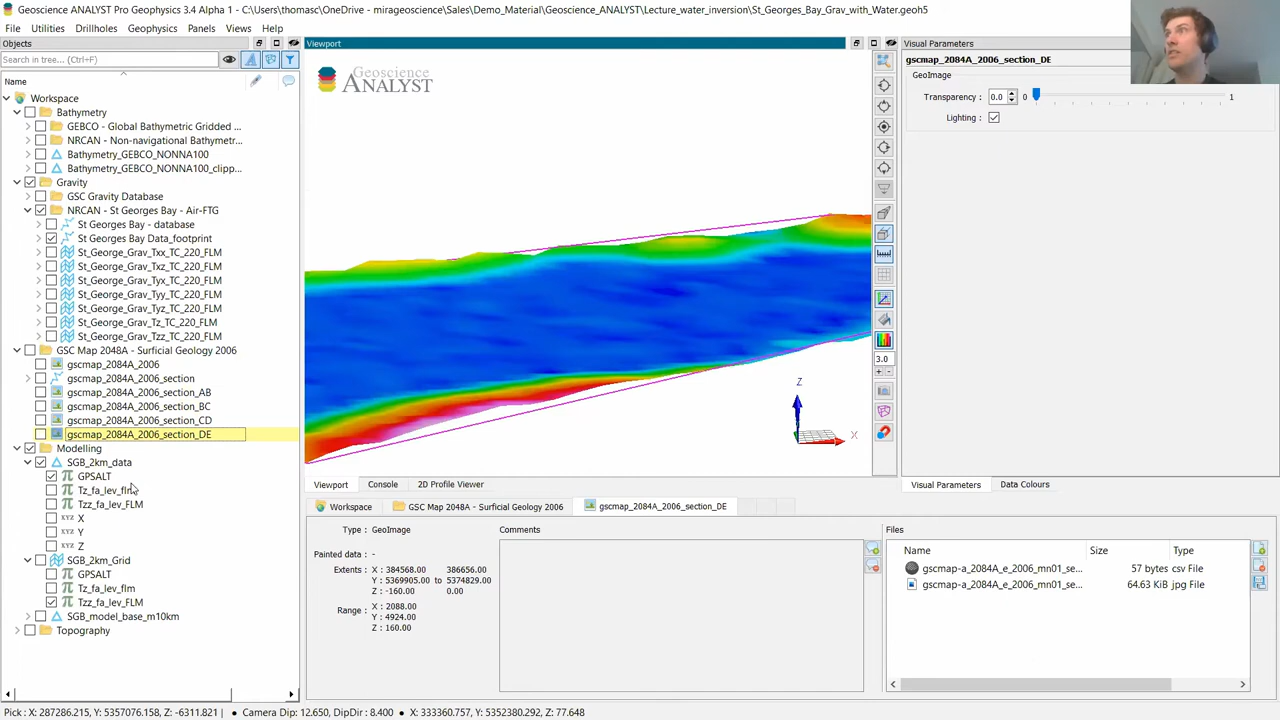 Geoscience ANALYST Pro Geophysics 3.4 Alpha 1 - C:\Users\thomasc\OneDrive - mirageoscience\Sales\Demo_Material\Geoscience_ANALYST\Lecture_water_inversion\St_Georges_Bay_Grav_with_Water.geoh5
File Utilities Drillholes Geophysics Panels Views Help
Objects
Search in tree... (Ctrl+F)
Name
Workspace
Bathymetry
GEBCO - Global Bathymetric Gridded ...
NRCAN - Non-navigational Bathymetr...
Bathymetry_GEBCO_NONNA100
Bathymetry_GEBCO_NONNA100_clipp...
Gravity
GSC Gravity Database
NRCAN - St Georges Bay - Air-FTG
St Georges Bay - database
St Georges Bay Data_footprint
St_George_Grav_Txx_TC_220_FLM
St_George_Grav_Txy_TC_220_FLM
St_George_Grav_Txz_TC_220_FLM
St_George_Grav_Tyy_TC_220_FLM
St_George_Grav_Tyz_TC_220_FLM
St_George_Grav_Tz_TC_220_FLM
St_George_Grav_Tzz_TC_220_FLM
GSC Map 2048A - Surficial Geology 2006
gscmap_2084A_2006
gscmap_2084A_2006_section
gscmap_2084A_2006_section_AB
gscmap_2084A_2006_section_BC
gscmap_2084A_2006_section_CD
gscmap_2084A_2006_section_DE
Modelling
SGB_2km_data
GPSALT
Tz_fa_lev_flm
Tzz_fa_lev_FLM
XYZ X
XYZ Y
XYZ Z
SGB_2km_Grid
GPSALT
Tz_fa_lev_flm
Tzz_fa_lev_FLM
SGB_model_base_m10km
Topography
Viewport
Geoscience
ANALYST
Z
X
3.0
Viewport Console 2D Profile Viewer
Visual Parameters
gscmap_2084A_2006_section_DE
GeoImage
Transparency : 0.0 0 1
Lighting :
Visual Parameters Data Colours
Workspace GSC Map 2048A - Surficial Geology 2006 gscmap_2084A_2006_section_DE
Type : GeoImage
Painted data : -
Extents : X: 384568.00 386656.00
Y: 5369905.00 to 5374829.00
Z: -160.00 0.00
Range : X: 2088.00
Y: 4924.00
Z: 160.00
Comments
Files
Name Size Type
gscmap-a_2084A_e_2006_mn01_se... 57 bytes csv File
gscmap-a_2084A_e_2006_mn01_se... 64.63 KiB jpg File
Pick : X: 287286.215, Y: 5357076.158, Z: -6311.821 | • Camera Dip: 12.650, DipDir : 8.400 | • Centre : X: 333360.757, Y: 5352380.292, Z: 77.648